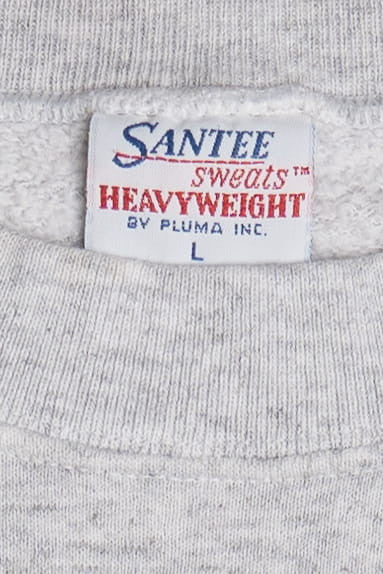 SANTEE
sweats™
HEAVYWEIGHT
BY PLUMA INC.
L